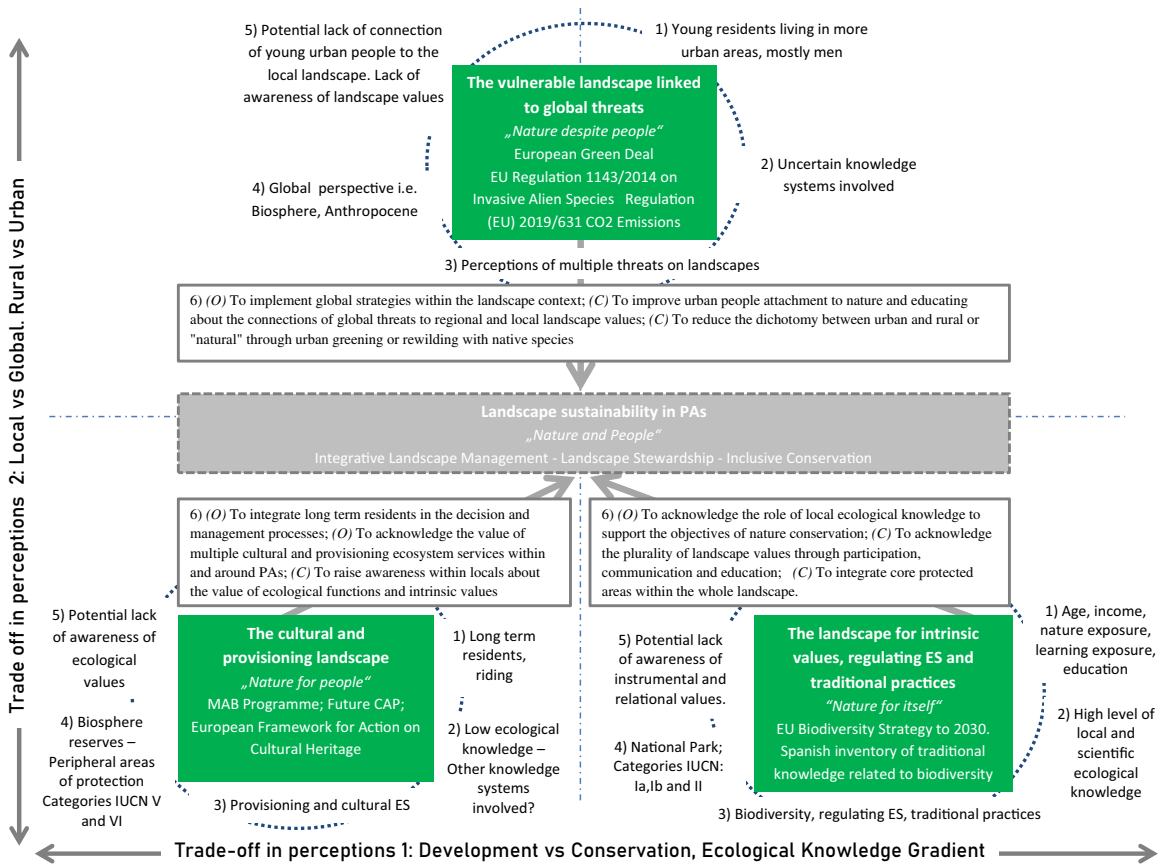 5) Potential lack of connection
of young urban people to the
local landscape. Lack of
awareness of landscape values
1) Young residents living in more
urban areas, mostly men
The vulnerable landscape linked
to global threats
„Nature despite people“
European Green Deal
EU Regulation 1143/2014 on
Invasive Alien Species Regulation
(EU) 2019/631 CO2 Emissions
2) Uncertain knowledge
systems involved
4) Global perspective i.e.
Biosphere, Anthropocene
3) Perceptions of multiple threats on landscapes
6) (O) To implement global strategies within the landscape context; (C) To improve urban people attachment to nature and educating
about the connections of global threats to regional and local landscape values; (C) To reduce the dichotomy between urban and rural or
"natural" through urban greening or rewilding with native species
Landscape sustainability in PAs
„Nature and People“
Integrative Landscape Management - Landscape Stewardship - Inclusive Conservation
6) (O) To integrate long term residents in the decision and
management processes; (O) To acknowledge the value of
multiple cultural and provisioning ecosystem services within
and around PAs; (C) To raise awareness within locals about
the value of ecological functions and intrinsic values
6) (O) To acknowledge the role of local ecological knowledge to
support the objectives of nature conservation; (C) To acknowledge
the plurality of landscape values through participation,
communication and education; (C) To integrate core protected
areas within the whole landscape.
5) Potential lack
of awareness of
ecological
values
The cultural and
provisioning landscape
„Nature for people“
MAB Programme; Future CAP;
European Framework for Action on
Cultural Heritage
1) Long term
residents,
riding
2) Low ecological
knowledge –
Other knowledge
systems
involved?
4) Biosphere
reserves –
Peripheral areas
of protection
Categories IUCN V
and VI
3) Provisioning and cultural ES
5) Potential lack
of awareness of
instrumental and
relational values.
4) National Park;
Categories IUCN:
Ia,Ib and II
The landscape for intrinsic
values, regulating ES and
traditional practices
“Nature for itself“
EU Biodiversity Strategy to 2030.
Spanish inventory of traditional
knowledge related to biodiversity
1) Age, income,
nature exposure,
learning exposure,
education
2) High level of
local and
scientific
ecological
knowledge
3) Biodiversity, regulating ES, traditional practices
Trade off in perceptions 2: Local vs Global. Rural vs Urban
Trade-off in perceptions 1: Development vs Conservation, Ecological Knowledge Gradient